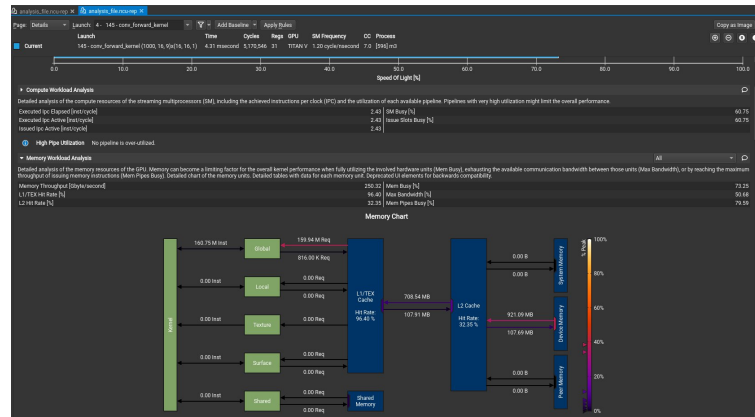 analysis_file.ncu-rep analysis_file.ncu-rep
Page: Details Launch: 4 - 145 - conv_forward_kernel Add Baseline Apply Rules Copy as Image
Launch Time Cycles Regs GPU SM Frequency CC Process
Current 145 - conv_forward_kernel (1000, 16, 9)x(16, 16, 1) 4.31 msecond 5,170,546 31 TITAN V 1.20 cycle/nsecond 7.0 [596] m3
0.0 10.0 20.0 30.0 40.0 50.0 60.0 70.0 80.0 90.0 100.0
Speed Of Light [%]
Compute Workload Analysis
Detailed analysis of the compute resources of the streaming multiprocessors (SM), including the achieved instructions per clock (IPC) and the utilization of each available pipeline. Pipelines with very high utilization might limit the overall performance.
Executed Ipc Elapsed [inst/cycle] 2.43 SM Busy [%] 60.75
Executed Ipc Active [inst/cycle] 2.43 Issue Slots Busy [%] 60.75
Issued Ipc Active [inst/cycle] 2.43
High Pipe Utilization No pipeline is over-utilized.
Memory Workload Analysis All
Detailed analysis of the memory resources of the GPU. Memory can become a limiting factor for the overall kernel performance when fully utilizing the involved hardware units (Mem Busy), exhausting the available communication bandwidth between those units (Max Bandwidth), or by reaching the maximum
throughput of issuing memory instructions (Mem Pipes Busy). Detailed chart of the memory units. Detailed tables with data for each memory unit. Deprecated UI elements for backwards compatibility.
Memory Throughput [Gbyte/second] 250.32 Mem Busy [%] 73.25
L1/TEX Hit Rate [%] 96.40 Max Bandwidth [%] 50.68
L2 Hit Rate [%] 32.35 Mem Pipes Busy [%] 79.59
Memory Chart
Kernel
160.75 M Inst
Global
159.94 M Req
816.00 K Req
0.00 Inst
Local
0.00 Req
0.00 Req
0.00 Inst
Texture
0.00 Req
0.00 Inst
Surface
0.00 Req
0.00 Req
0.00 Inst
Shared
0.00 Req
0.00 Req
L1/TEX
Cache
Hit Rate:
96.40 %
Shared
Memory
708.54 MB
107.91 MB
L2 Cache
Hit Rate:
32.35 %
0.00 B
0.00 B
System Memory
921.09 MB
107.69 MB
Device Memory
0.00 B
0.00 B
Peer Memory
% Peak
100%
80%
60%
40%
20%
0%